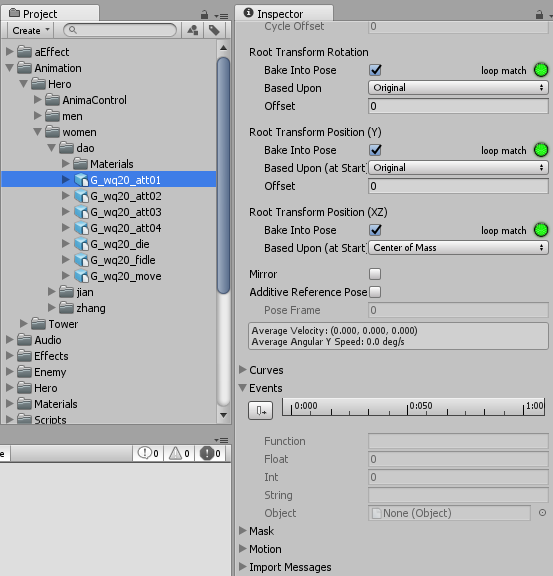 Project
Create
aEffect
Animation
Hero
AnimaControl
men
women
dao
Materials
G_wq20_att01
G_wq20_att02
G_wq20_att03
G_wq20_att04
G_wq20_die
G_wq20_fidle
G_wq20_move
jian
zhang
Tower
Audio
Effects
Enemy
Hero
Materials
Scripts
e 0 0 0
Inspector
Cycle Offset 0
Root Transform Rotation
Bake Into Pose loop match
Based Upon Original
Offset 0
Root Transform Position (Y)
Bake Into Pose loop match
Based Upon (at Start) Original
Offset 0
Root Transform Position (XZ)
Bake Into Pose loop match
Based Upon (at Start) Center of Mass
Mirror
Additive Reference Pose
Pose Frame 0
Average Velocity: (0.000, 0.000, 0.000)
Average Angular Y Speed: 0.0 deg/s
Curves
Events
0:000 0:050 1:00
Function
Float 0
Int 0
String
Object None (Object)
Mask
Motion
Import Messages